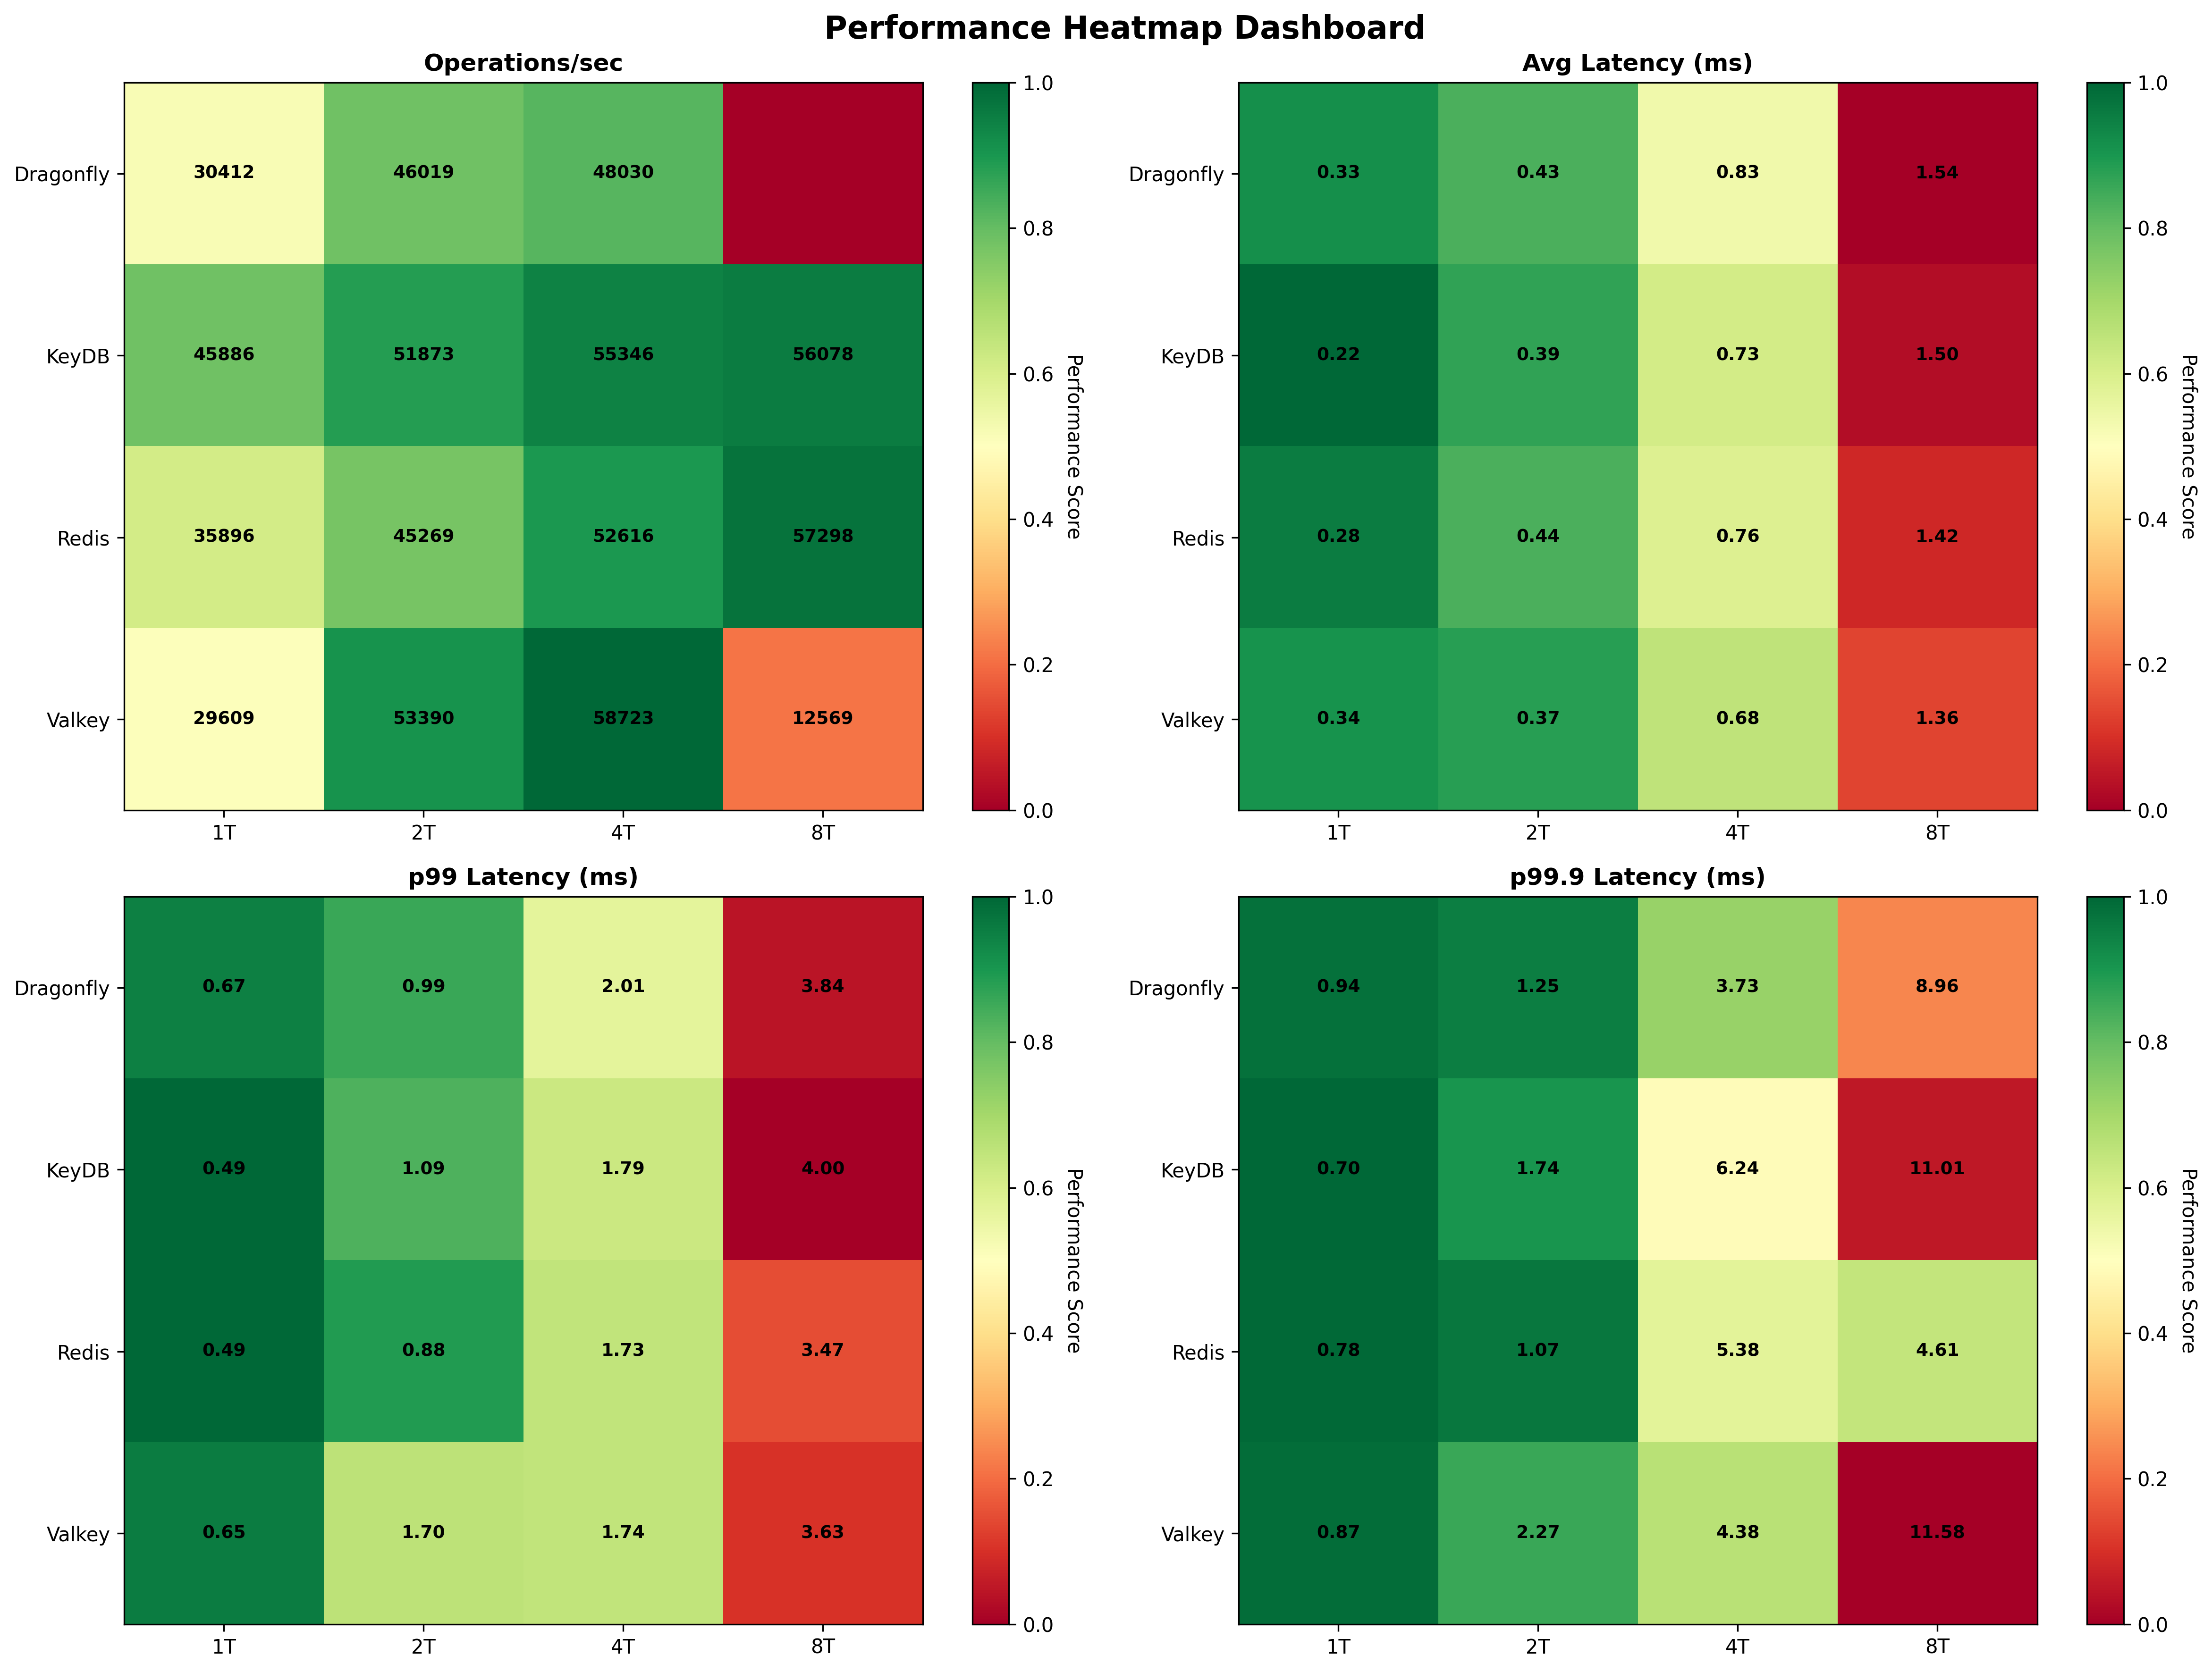 Performance Heatmap Dashboard
Operations/sec
Dragonfly 30412 46019 48030
KeyDB 45886 51873 55346 56078
Redis 35896 45269 52616 57298
Valkey 29609 53390 58723 12569
1T 2T 4T 8T
1.0
0.8
0.6
0.4
0.2
0.0
Performance Score
Avg Latency (ms)
Dragonfly 0.33 0.43 0.83 1.54
KeyDB 0.22 0.39 0.73 1.50
Redis 0.28 0.44 0.76 1.42
Valkey 0.34 0.37 0.68 1.36
1T 2T 4T 8T
1.0
0.8
0.6
0.4
0.2
0.0
Performance Score
p99 Latency (ms)
Dragonfly 0.67 0.99 2.01 3.84
KeyDB 0.49 1.09 1.79 4.00
Redis 0.49 0.88 1.73 3.47
Valkey 0.65 1.70 1.74 3.63
1T 2T 4T 8T
1.0
0.8
0.6
0.4
0.2
0.0
Performance Score
p99.9 Latency (ms)
Dragonfly 0.94 1.25 3.73 8.96
KeyDB 0.70 1.74 6.24 11.01
Redis 0.78 1.07 5.38 4.61
Valkey 0.87 2.27 4.38 11.58
1T 2T 4T 8T
1.0
0.8
0.6
0.4
0.2
0.0
Performance Score